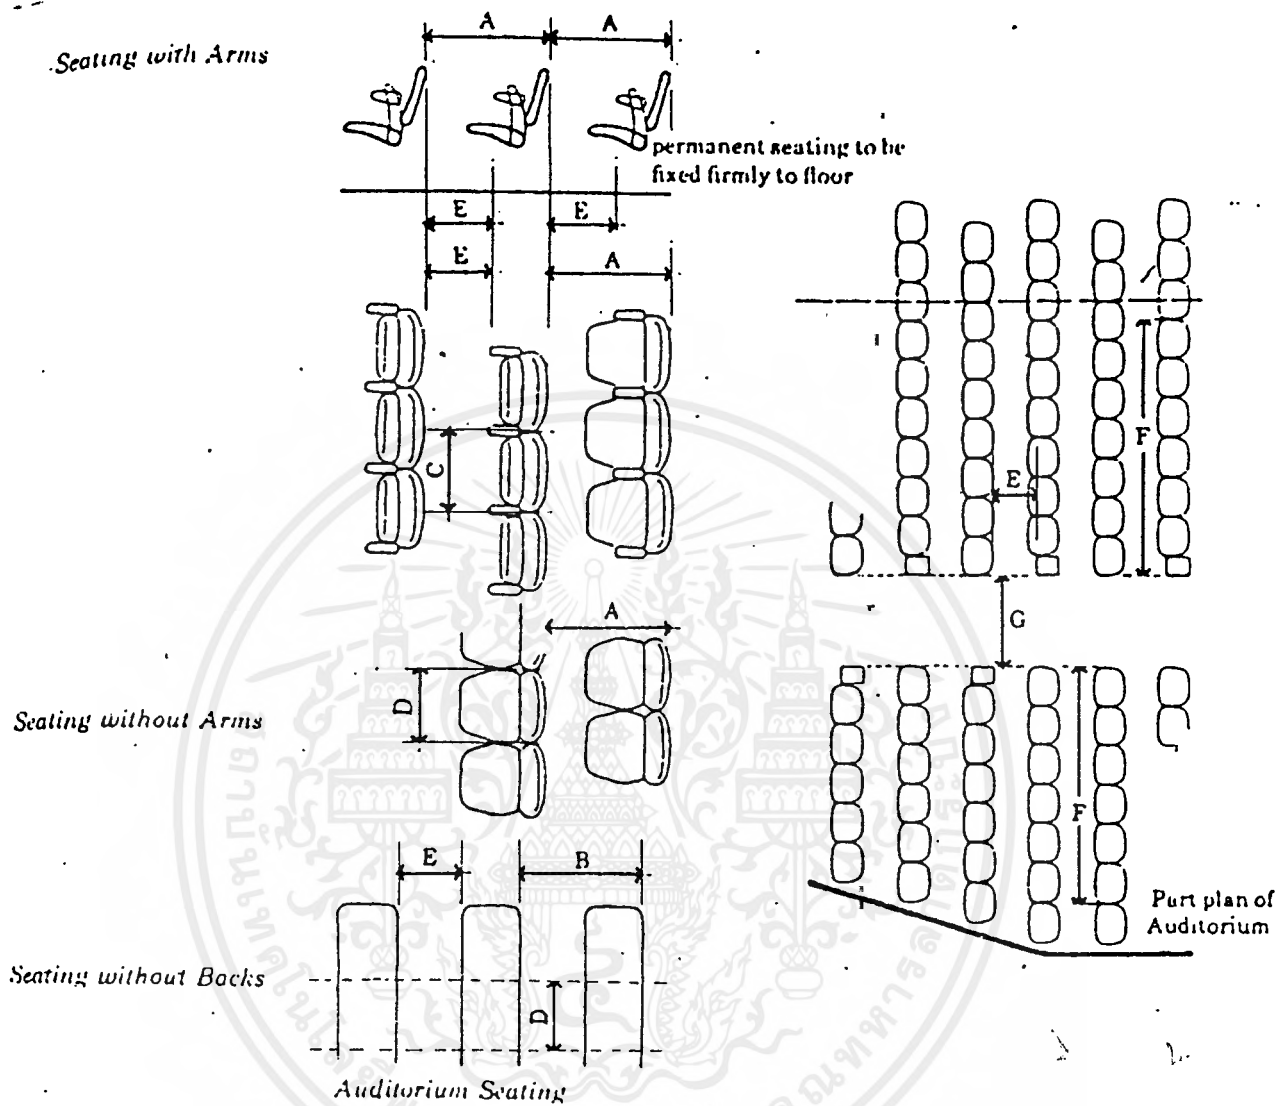 A A
Seating with Arms
permanent seating to be
fixed firmly to floor
E E
E A
C
F
E
G
A
D
Seating without Arms
F
E B
Part plan of
Auditorium
Seating without Backs
D
Auditorium Seating